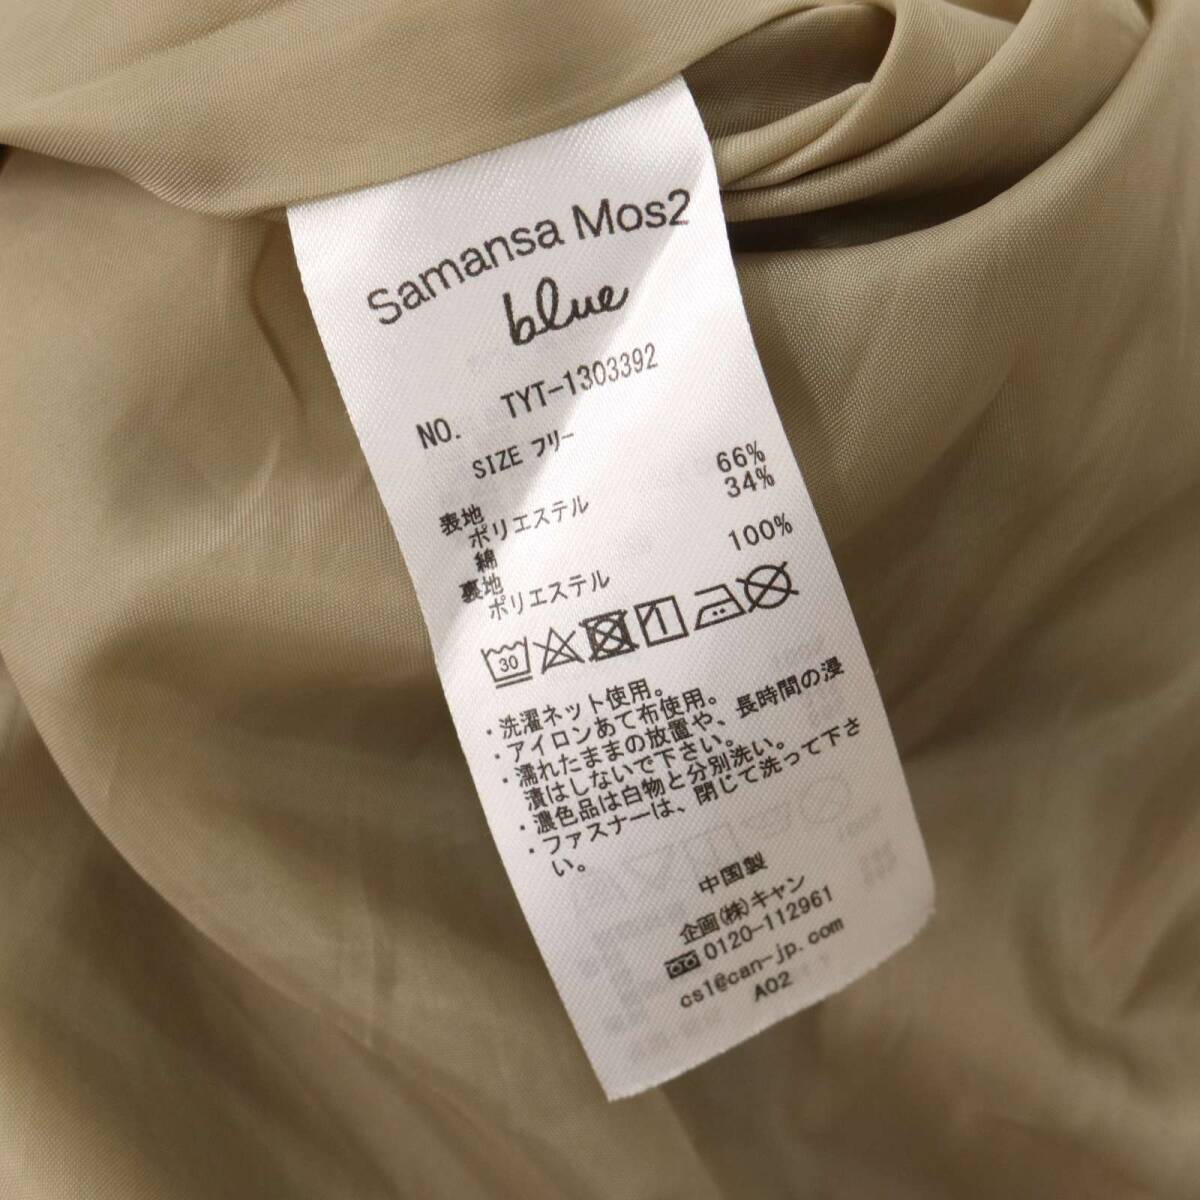 Samansa Mos2
blue
NO. TYT-1303392
SIZE フリー
表地
ポリエステル 66%
綿 34%
裏地
ポリエステル 100%
30
・洗濯ネット使用。
・アイロンあて布使用。
・濡れたままの放置や、長時間の浸
漬はしないで下さい。
・濃色品は白物と分別洗い。
・ファスナーは、閉じて洗って下さ
い。
中国製
企画(株)キャン
0120-112961
cs1@can-jp.com
A02